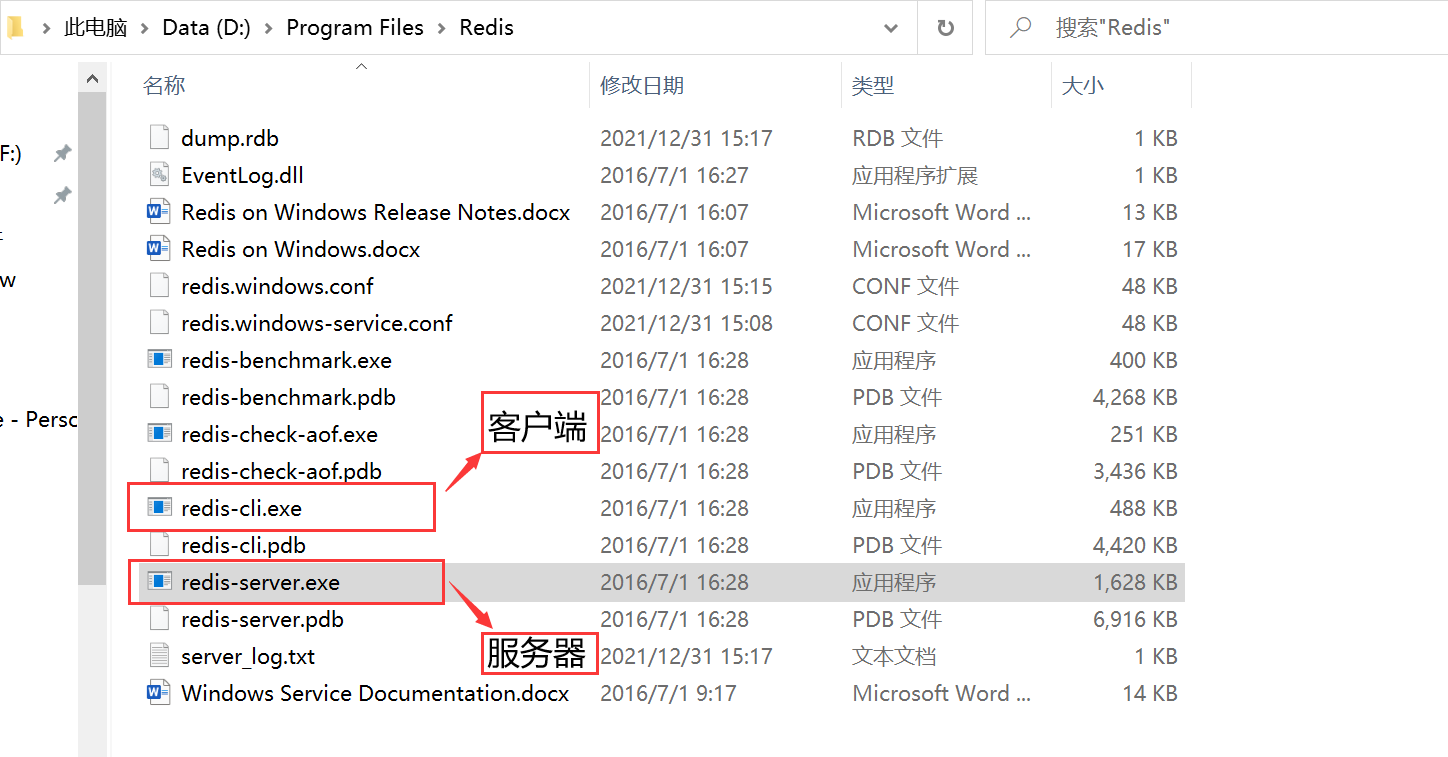 此电脑 > Data (D:) > Program Files > Redis
搜索"Redis"
名称 修改日期 类型 大小
dump.rdb 2021/12/31 15:17 RDB 文件 1 KB
EventLog.dll 2016/7/1 16:27 应用程序扩展 1 KB
Redis on Windows Release Notes.docx 2016/7/1 16:07 Microsoft Word ... 13 KB
Redis on Windows.docx 2016/7/1 16:07 Microsoft Word ... 17 KB
redis.windows.conf 2021/12/31 15:15 CONF 文件 48 KB
redis.windows-service.conf 2021/12/31 15:08 CONF 文件 48 KB
redis-benchmark.exe 2016/7/1 16:28 应用程序 400 KB
redis-benchmark.pdb 2016/7/1 16:28 PDB 文件 4,268 KB
客户端
redis-check-aof.exe 2016/7/1 16:28 应用程序 251 KB
redis-check-aof.pdb 2016/7/1 16:28 PDB 文件 3,436 KB
redis-cli.exe 2016/7/1 16:28 应用程序 488 KB
redis-cli.pdb 2016/7/1 16:28 PDB 文件 4,420 KB
redis-server.exe 2016/7/1 16:28 应用程序 1,628 KB
redis-server.pdb 2016/7/1 16:28 PDB 文件 6,916 KB
服务器
server_log.txt 2021/12/31 15:17 文本文档 1 KB
Windows Service Documentation.docx 2016/7/1 9:17 Microsoft Word ... 14 KB
F:)
w
e - Persc